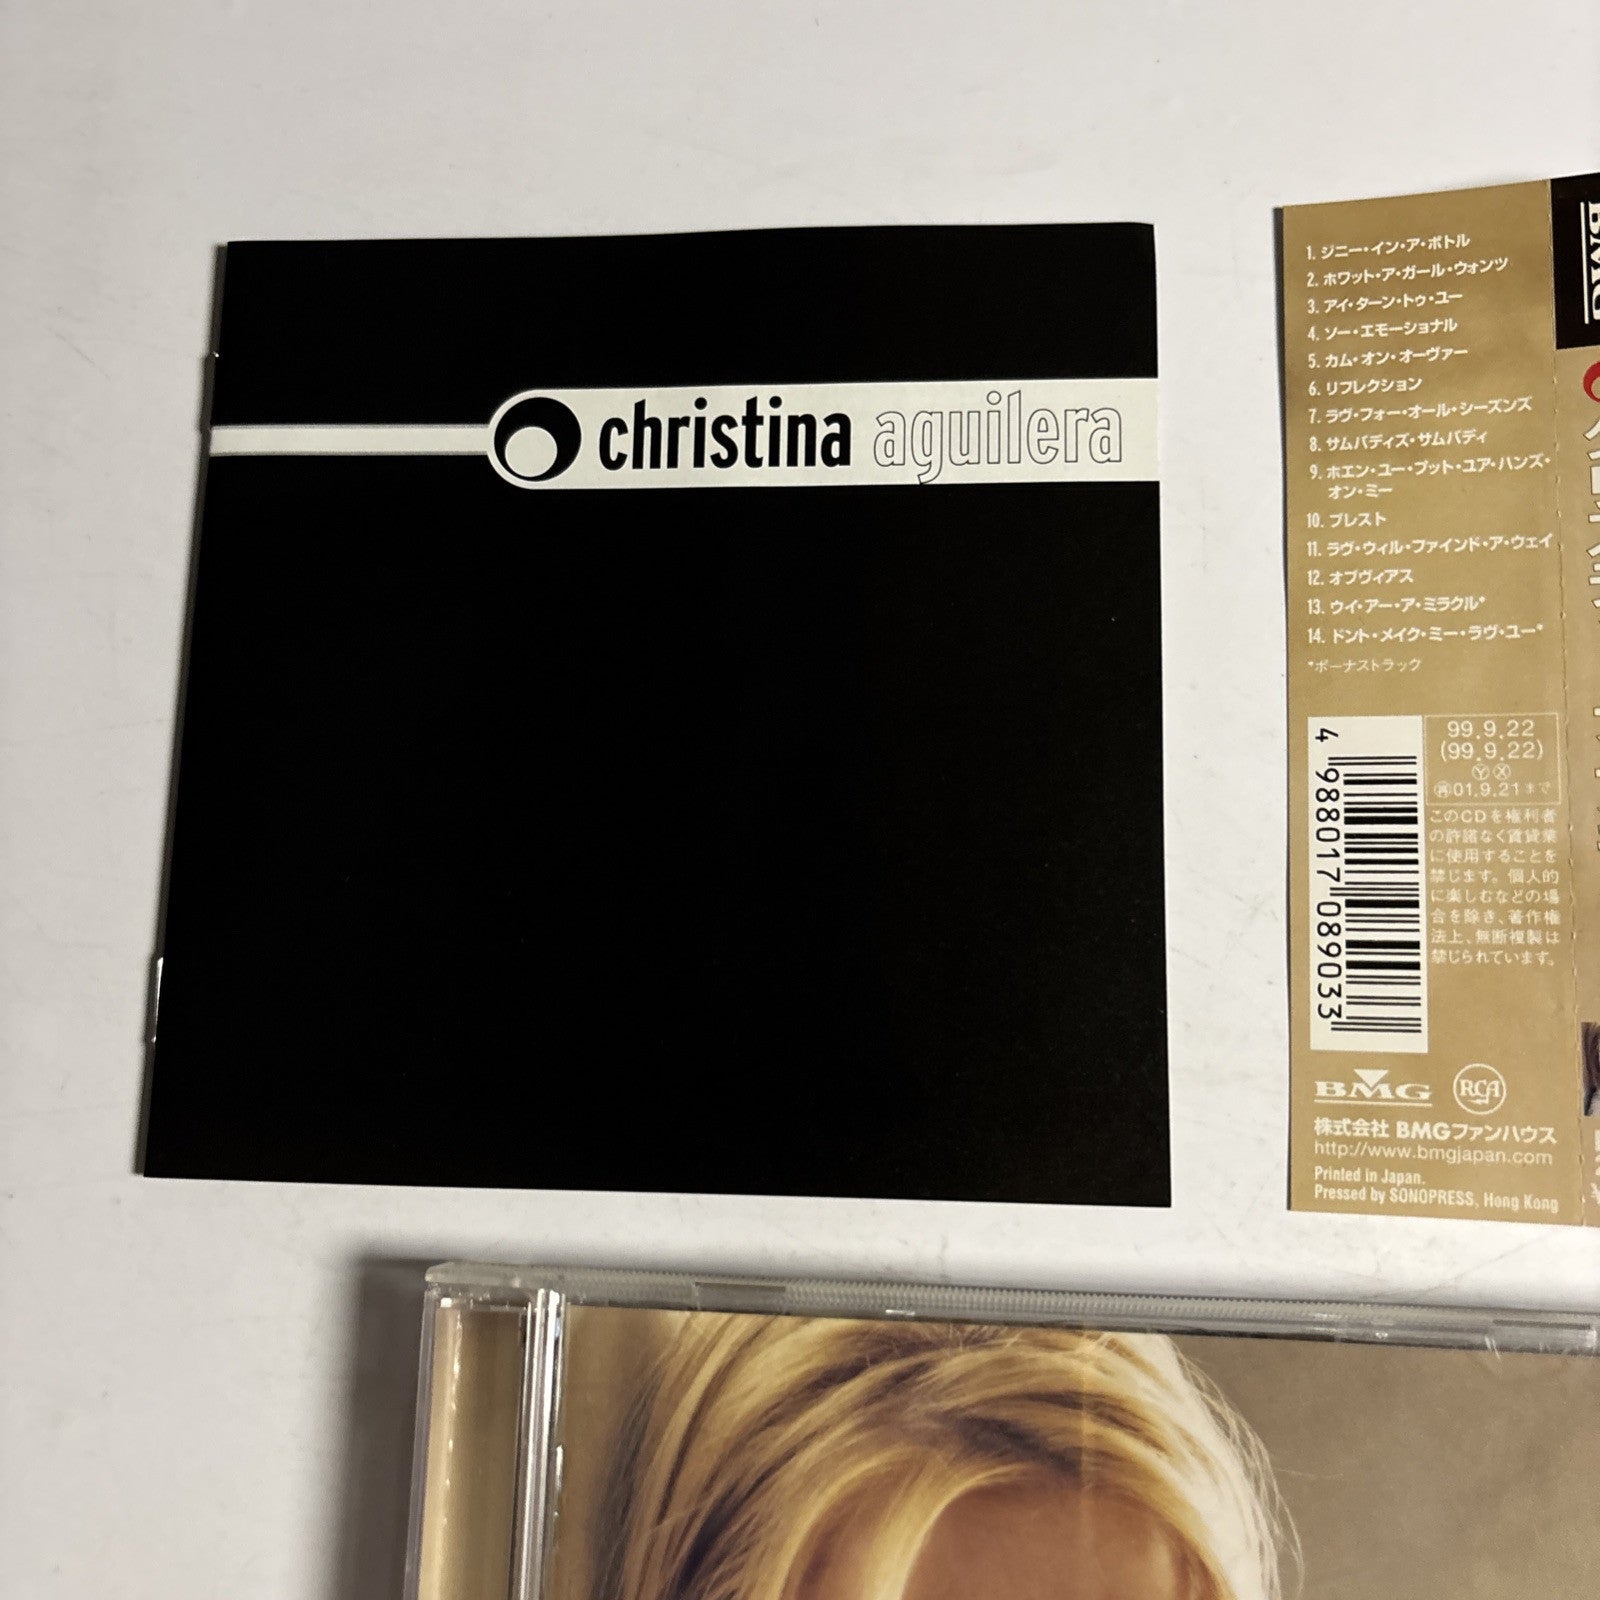 christina aguilera
1. ジニー・イン・ア・ボトル
2. ホワット・ア・ガール・ウォンツ
3. アイ・ターン・トゥ・ユー
4. ソー・エモーショナル
5. カム・オン・オーヴァー
6. リフレクション
7. ラヴ・フォー・オール・シーズンズ
8. サムバディズ・サムバディ
9. ホエン・ユー・プット・ユア・ハンズ・
オン・ミー
10. ブレスト
11. ラヴ・ウィル・ファインド・ア・ウェイ
12. オブヴィアス
13. ウイ・アー・ア・ミラクル*
14. ドント・メイク・ミー・ラヴ・ユー*
*ボーナストラック
4 988017 089033
99.9.22
(99.9.22)
Ⓨ Ⓧ
㋷01.9.21まで
このCDを権利者
の許諾なく賃貸業
に使用することを
禁じます。個人的
に楽しむなどの場
合を除き、著作権
法上、無断複製は
禁じられています。
BMG RCA
株式会社 BMGファンハウス
http://www.bmgjapan.com
Printed in Japan.
Pressed by SONOPRESS, Hong Kong
BMG